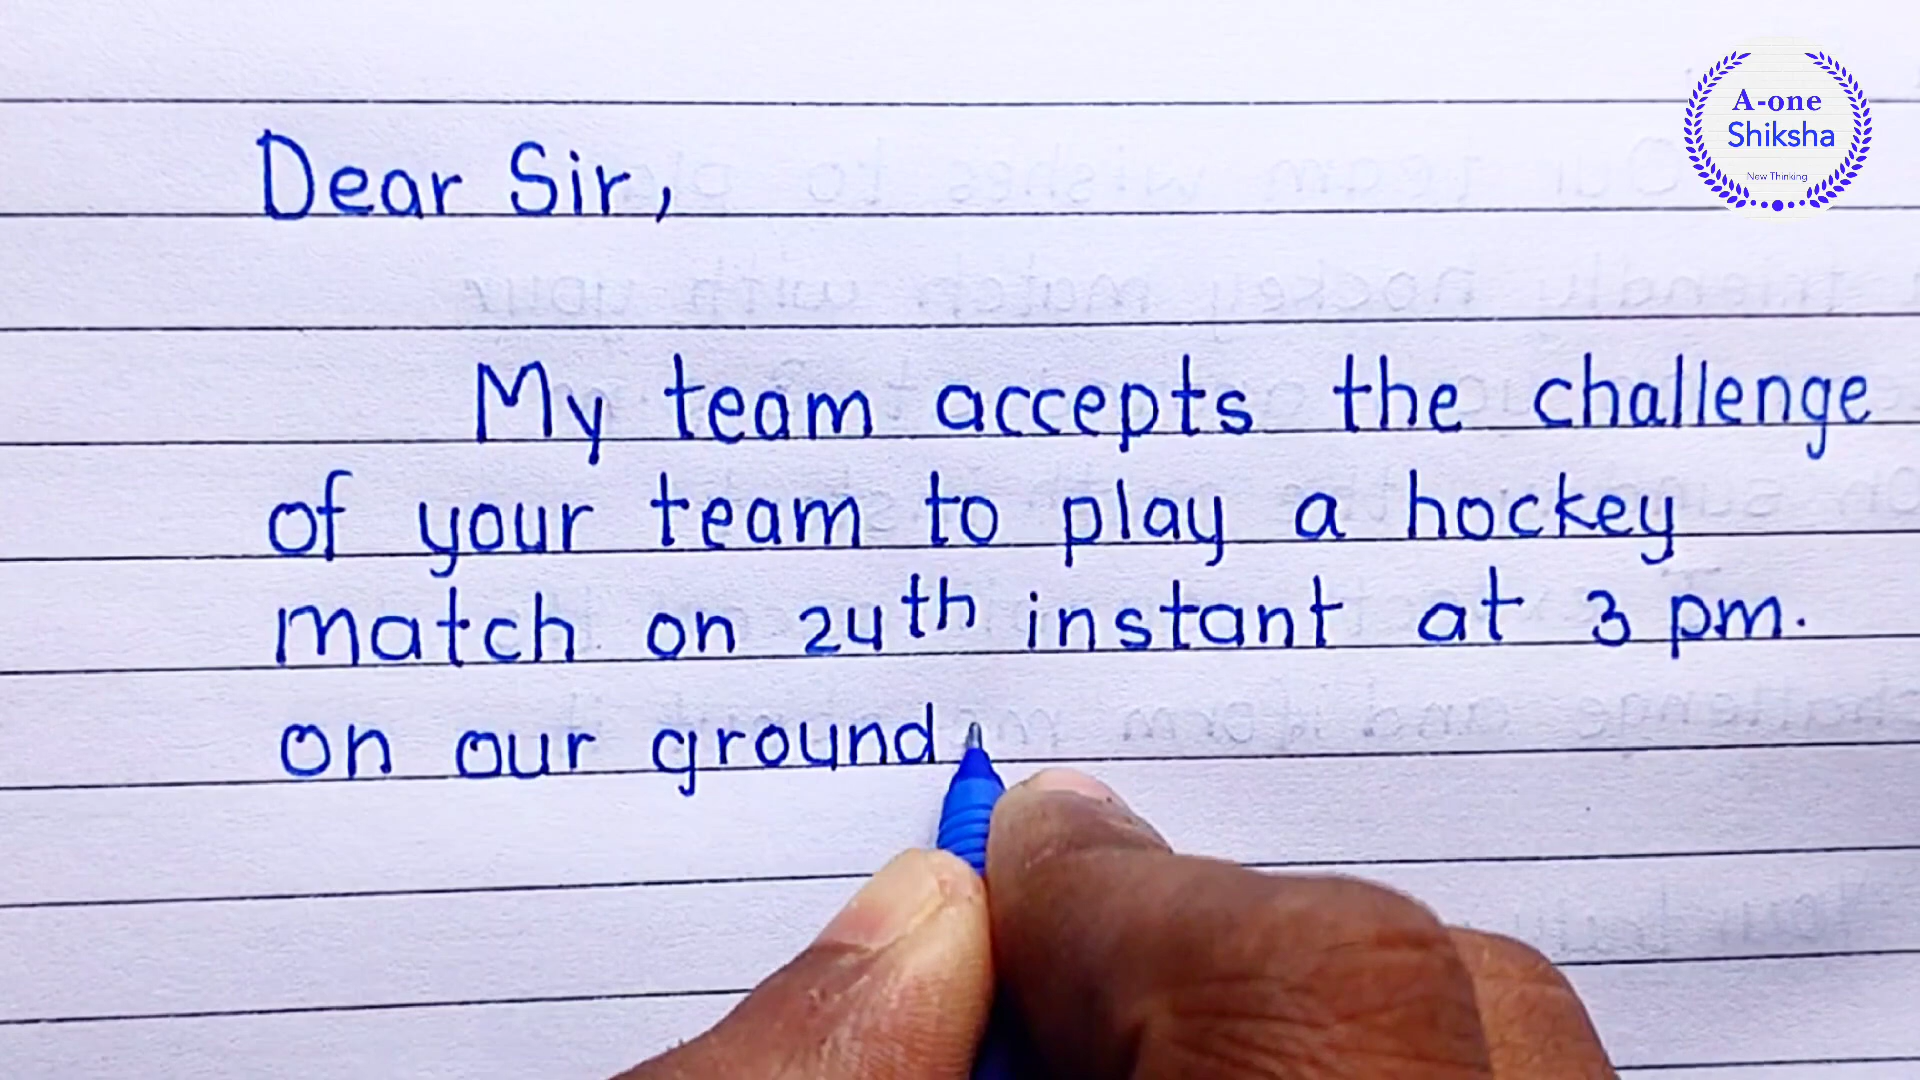 A-one
Shiksha
New Thinking
Dear Sir,
My team accepts the challenge
of your team to play a hockey
match on 24th instant at 3 pm.
on our ground